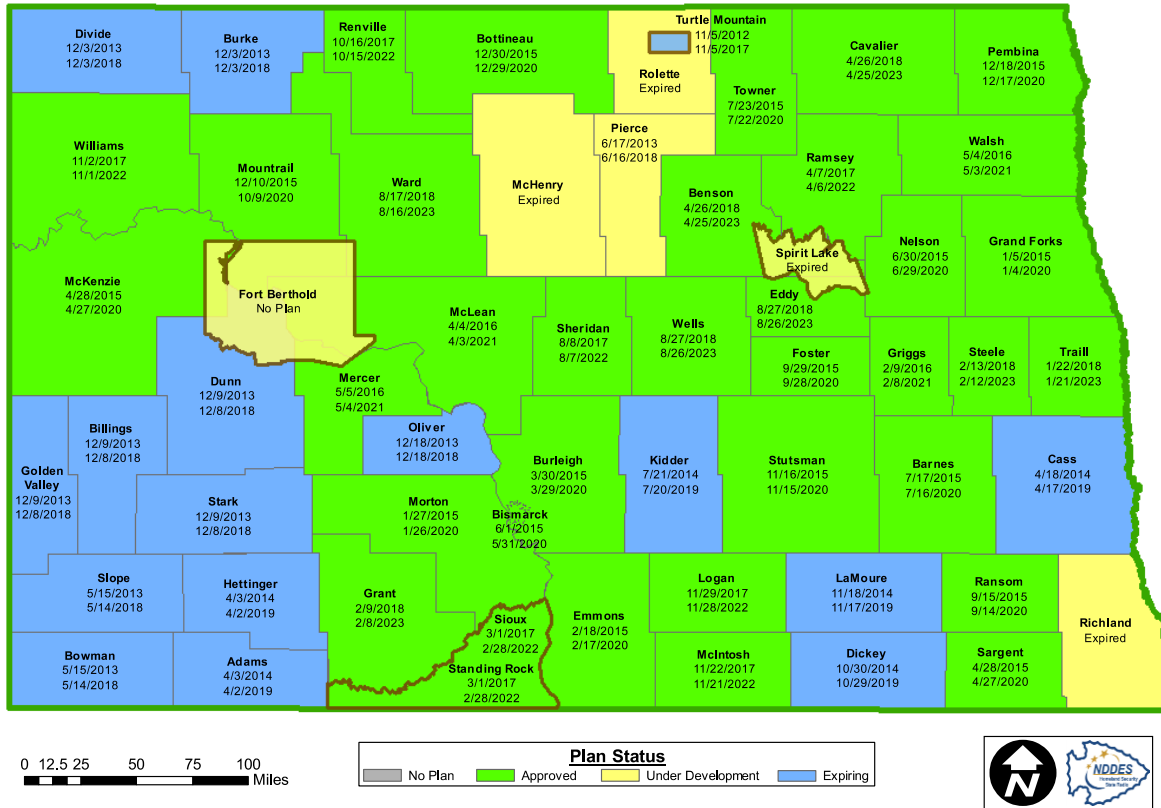 Divide
12/3/2013
12/3/2018
Burke
12/3/2013
12/3/2018
Renville
10/16/2017
10/15/2022
Bottineau
12/30/2015
12/29/2020
Turtle Mountain
11/5/2012
11/5/2017
Rolette
Expired
Cavalier
4/26/2018
4/25/2023
Pembina
12/18/2015
12/17/2020
Towner
7/23/2015
7/22/2020
Williams
11/2/2017
11/1/2022
Mountrail
12/10/2015
10/9/2020
Ward
8/17/2018
8/16/2023
McHenry
Expired
Pierce
6/17/2013
6/16/2018
Benson
4/26/2018
4/25/2023
Ramsey
4/7/2017
4/6/2022
Walsh
5/4/2016
5/3/2021
Spirit Lake
Expired
Nelson
6/30/2015
6/29/2020
Grand Forks
1/5/2015
1/4/2020
McKenzie
4/28/2015
4/27/2020
Fort Berthold
No Plan
McLean
4/4/2016
4/3/2021
Sheridan
8/8/2017
8/7/2022
Wells
8/27/2018
8/26/2023
Eddy
8/27/2018
8/26/2023
Foster
9/29/2015
9/28/2020
Griggs
2/9/2016
2/8/2021
Steele
2/13/2018
2/12/2023
Traill
1/22/2018
1/21/2023
Dunn
12/9/2013
12/8/2018
Mercer
5/5/2016
5/4/2021
Golden
Valley
12/9/2013
12/8/2018
Billings
12/9/2013
12/8/2018
Oliver
12/18/2013
12/18/2018
Burleigh
3/30/2015
3/29/2020
Kidder
7/21/2014
7/20/2019
Stutsman
11/16/2015
11/15/2020
Barnes
7/17/2015
7/16/2020
Cass
4/18/2014
4/17/2019
Stark
12/9/2013
12/8/2018
Morton
1/27/2015
1/26/2020
Bismarck
6/1/2015
5/31/2020
Slope
5/15/2013
5/14/2018
Hettinger
4/3/2014
4/2/2019
Grant
2/9/2018
2/8/2023
Sioux
3/1/2017
2/28/2022
Emmons
2/18/2015
2/17/2020
Logan
11/29/2017
11/28/2022
LaMoure
11/18/2014
11/17/2019
Ransom
9/15/2015
9/14/2020
Richland
Expired
Bowman
5/15/2013
5/14/2018
Adams
4/3/2014
4/2/2019
Standing Rock
3/1/2017
2/28/2022
McIntosh
11/22/2017
11/21/2022
Dickey
10/30/2014
10/29/2019
Sargent
4/28/2015
4/27/2020
0 12.5 25 50 75 100
Miles
Plan Status
No Plan
Approved
Under Development
Expiring
N
NDDES
Homeland Security
State Radio